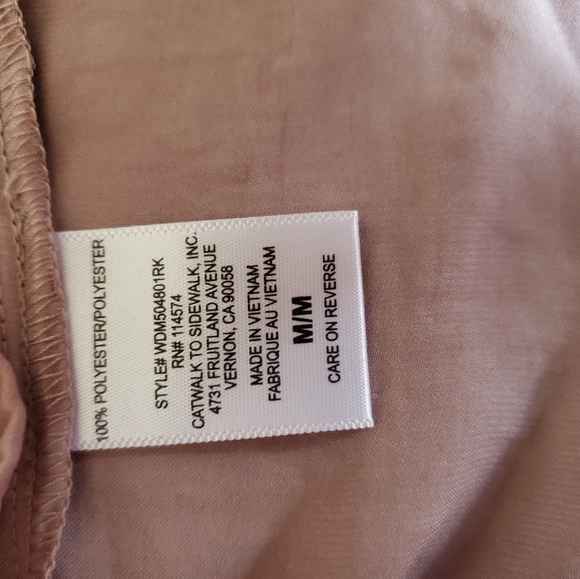 100% POLYESTER/POLYESTER
STYLE# WDM504801RK
RN# 114574
CATWALK TO SIDEWALK, INC.
4731 FRUITLAND AVENUE
VERNON, CA 90058
MADE IN VIETNAM
FABRIQUE AU VIETNAM
M/M
CARE ON REVERSE